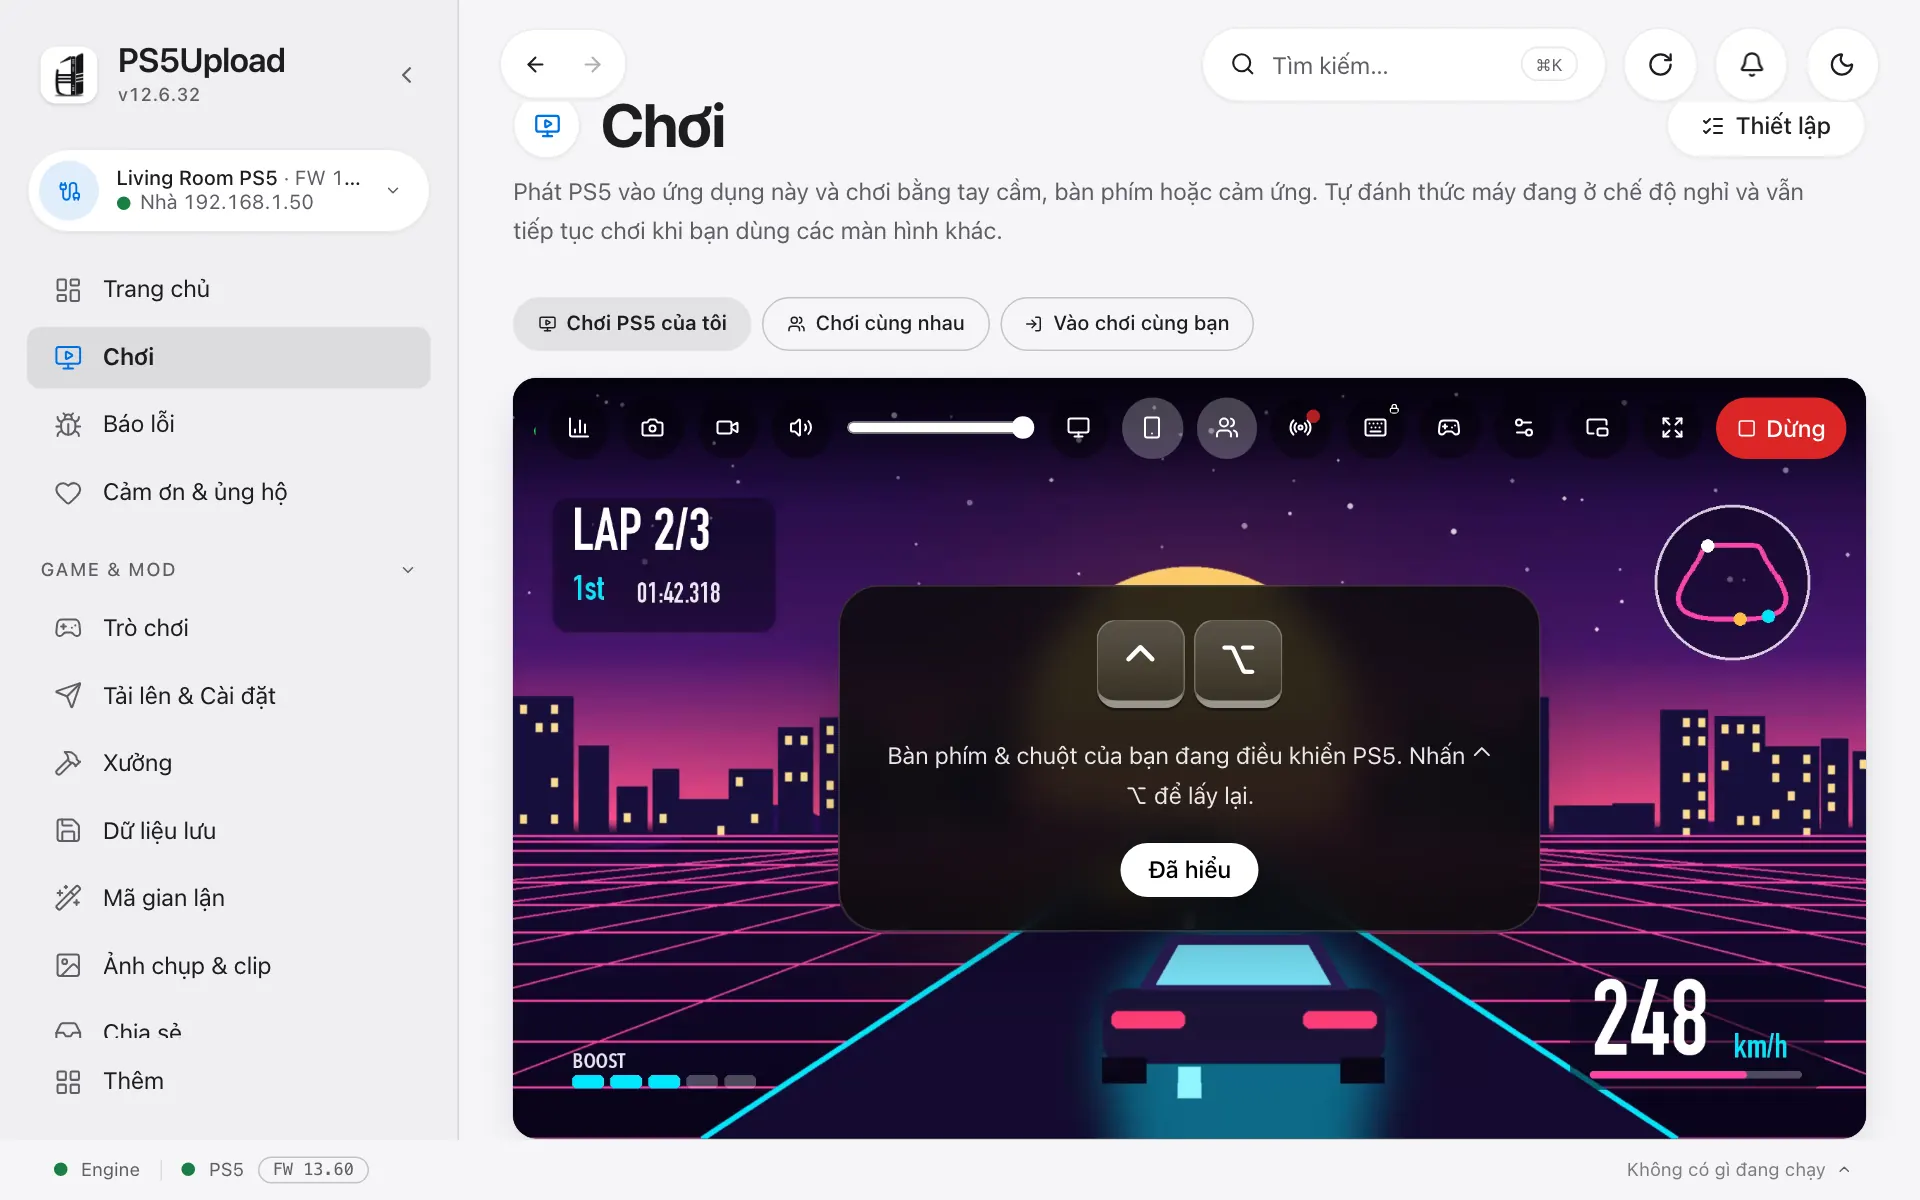 PS5Upload
v12.6.32
Living Room PS5 · FW 1...
Nhà 192.168.1.50
Trang chủ
Chơi
Báo lỗi
Cảm ơn & ủng hộ
GAME & MOD
Trò chơi
Tải lên & Cài đặt
Xưởng
Dữ liệu lưu
Mã gian lận
Ảnh chụp & clip
Chia sẻ
Thêm
Tìm kiếm...
⌘K
Chơi
Thiết lập
Phát PS5 vào ứng dụng này và chơi bằng tay cầm, bàn phím hoặc cảm ứng. Tự đánh thức máy đang ở chế độ nghỉ và vẫn
tiếp tục chơi khi bạn dùng các màn hình khác.
Chơi PS5 của tôi
Chơi cùng nhau
Vào chơi cùng bạn
Dừng
LAP 2/3
1st 01:42.318
⌃ ⌥
Bàn phím & chuột của bạn đang điều khiển PS5. Nhấn ⌃
⌥ để lấy lại.
Đã hiểu
BOOST
248 km/h
Engine
PS5
FW 13.60
Không có gì đang chạy